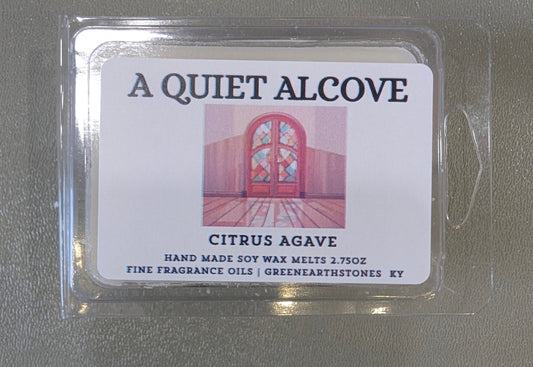 A QUIET ALCOVE
CITRUS AGAVE
HAND MADE SOY WAX MELTS 2.75OZ
FINE FRAGRANCE OILS | GREENEARTHSTONES KY